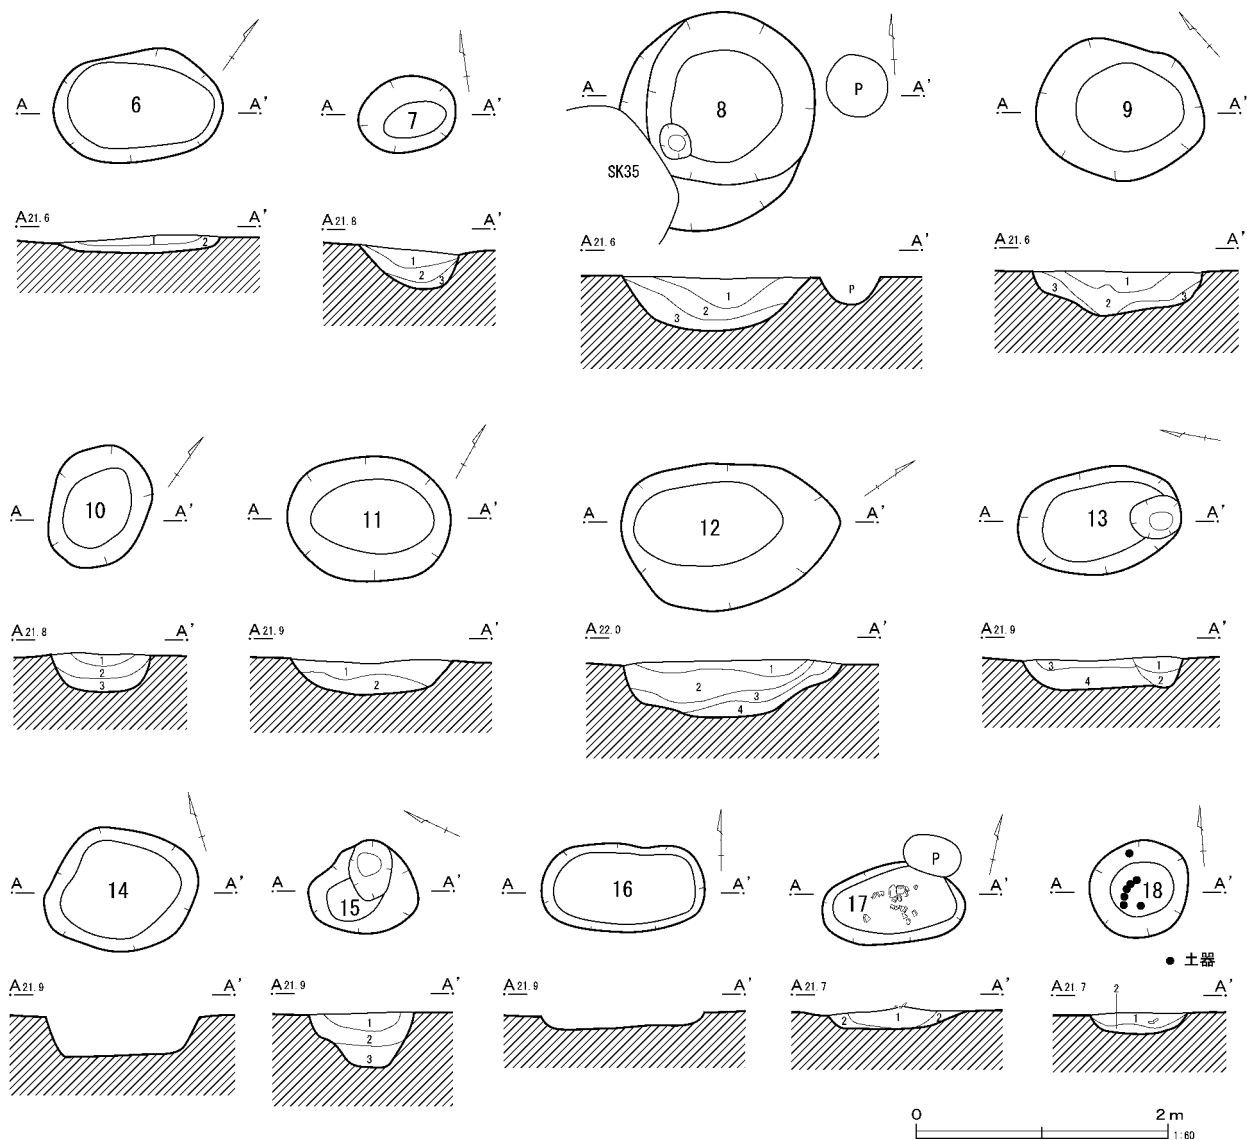 6
A A'
A21.6 A'
1 2
7
A A'
A21.8 A'
1
2
3
8
P
A A'
SK35
A21.6 A'
1
2
3
P
9
A A'
A21.6 A'
1
2
3 3
10
A A'
A21.8 A'
1
2
3
11
A A'
A21.9 A'
1
2
12
A A'
A22.0 A'
1
2
3
4
13
A A'
A21.9 A'
3 1
4 2
14
A A'
A21.9 A'
15
A A'
A21.9 A'
1
2
3
16
A A'
A21.9 A'
17
P
A A'
A21.7 A'
2 1 2
18
A A'
● 土器
A21.7 A'
2
1
0 2m
1:60